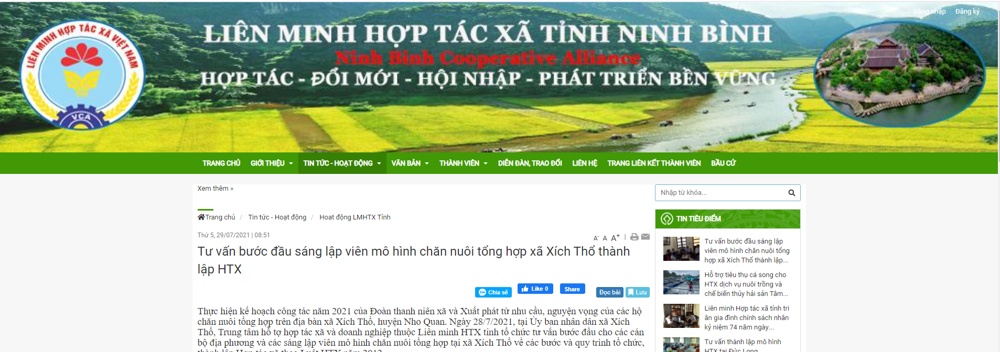 Đăng nhập Đăng ký
LIÊN MINH HỢP TÁC XÃ VIỆT NAM
VCA
LIÊN MINH HỢP TÁC XÃ TỈNH NINH BÌNH
Ninh Binh Cooperative Alliance
HỢP TÁC - ĐỔI MỚI - HỘI NHẬP - PHÁT TRIỂN BỀN VỮNG
TRANG CHỦ GIỚI THIỆU TIN TỨC - HOẠT ĐỘNG VĂN BẢN THÀNH VIÊN DIỄN ĐÀN, TRAO ĐỔI LIÊN HỆ TRANG LIÊN KẾT THÀNH VIÊN BẦU CỬ
Xem thêm »
Trang chủ / Tin tức - Hoạt động / Hoat động LMHTX Tỉnh
Thứ 5, 29/07/2021 | 08:51
A- A A+ |
Tư vấn bước đầu sáng lập viên mô hình chăn nuôi tổng hợp xã Xích Thổ thành
lập HTX
Zalo Chia sẻ Like 0 Share Đọc bài Lưu
Thực hiện kế hoạch công tác năm 2021 của Đoàn thanh niên xã và Xuất phát từ nhu cầu, nguyện vọng của các hộ
chăn nuôi tổng hợp trên địa bàn xã Xích Thổ, huyện Nho Quan. Ngày 28/7/2021, tại Ủy ban nhân dân xã Xích
Thổ, Trung tâm hỗ tợ hợp tác xã và doanh nghiệp thuộc Liên minh HTX tỉnh tổ chức tư vấn bước đầu cho các cán
bộ địa phương và các sáng lập viên mô hình chăn nuôi tổng hợp tại xã Xích Thổ về các bước và quy trình tổ chức,
thành lập Hợp tác xã theo Luật HTX năm 2012
Nhập từ khóa...
TIN TIÊU ĐIỂM
Tư vấn bước đầu sáng lập
viên mô hình chăn nuôi tổng
hợp xã Xích Thổ thành lập...
Hỗ trợ tiêu thụ cá song cho
HTX dịch vụ nuôi trồng và
chế biến thủy hải sản Tâm...
Liên minh Hợp tác xã tỉnh tri
ân gia đình chính sách nhân
kỷ niệm 74 năm ngày...
Tư vấn thành lập mô hình
HTX tại Đức Long